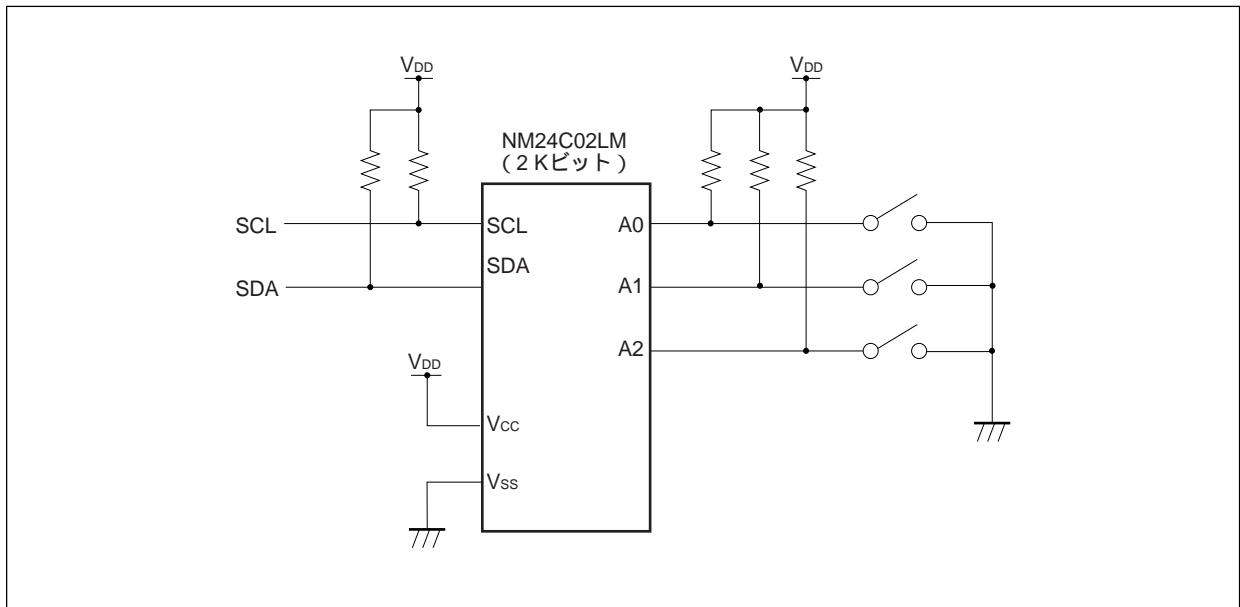 VDD
VDD
NM24C02LM
（2 Kビット）
SCL
SCL
A0
SDA
SDA
A1
A2
VDD
VCC
VSS